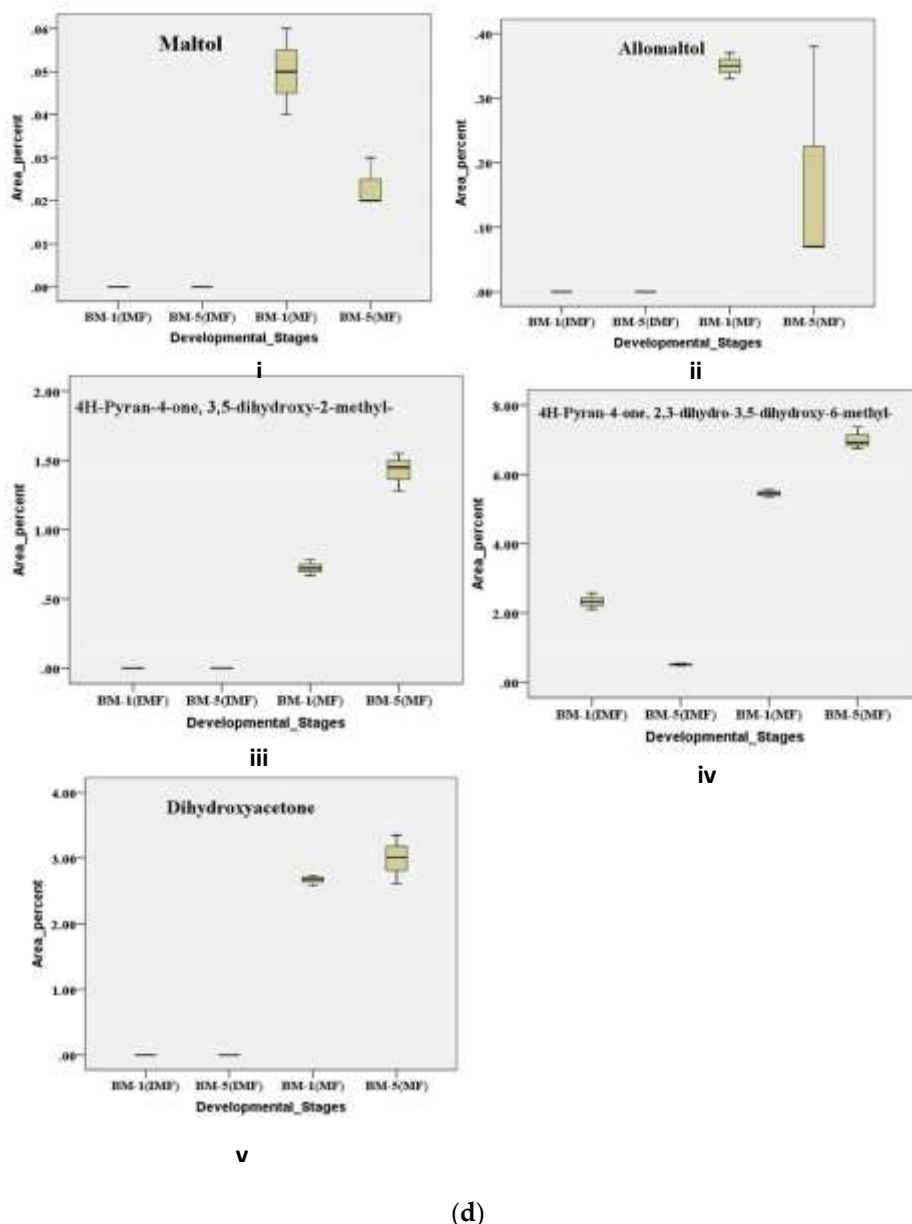 Maltol
Area_percent
.06
.05
.04
.03
.02
.01
.00
BM-1(IMF) BM-5(IMF) BM-1(MF) BM-5(MF)
Developmental_Stages
i
Allomaltol
Area_percent
.40
.30
.20
.10
.00
BM-1(IMF) BM-5(IMF) BM-1(MF) BM-5(MF)
Developmental_Stages
ii
4H-Pyran-4-one, 3,5-dihydroxy-2-methyl-
Area_percent
2.00
1.50
1.00
.50
.00
BM-1(IMF) BM-5(IMF) BM-1(MF) BM-5(MF)
Developmental_Stages
iii
4H-Pyran-4-one, 2,3-dihydro-3,5-dihydroxy-6-methyl-
Area_percent
8.00
6.00
4.00
2.00
.00
BM-1(IMF) BM-5(IMF) BM-1(MF) BM-5(MF)
Developmental_Stages
iv
Dihydroxyacetone
Area_percent
4.00
3.00
2.00
1.00
.00
BM-1(IMF) BM-5(IMF) BM-1(MF) BM-5(MF)
Developmental_Stages
v
(d)